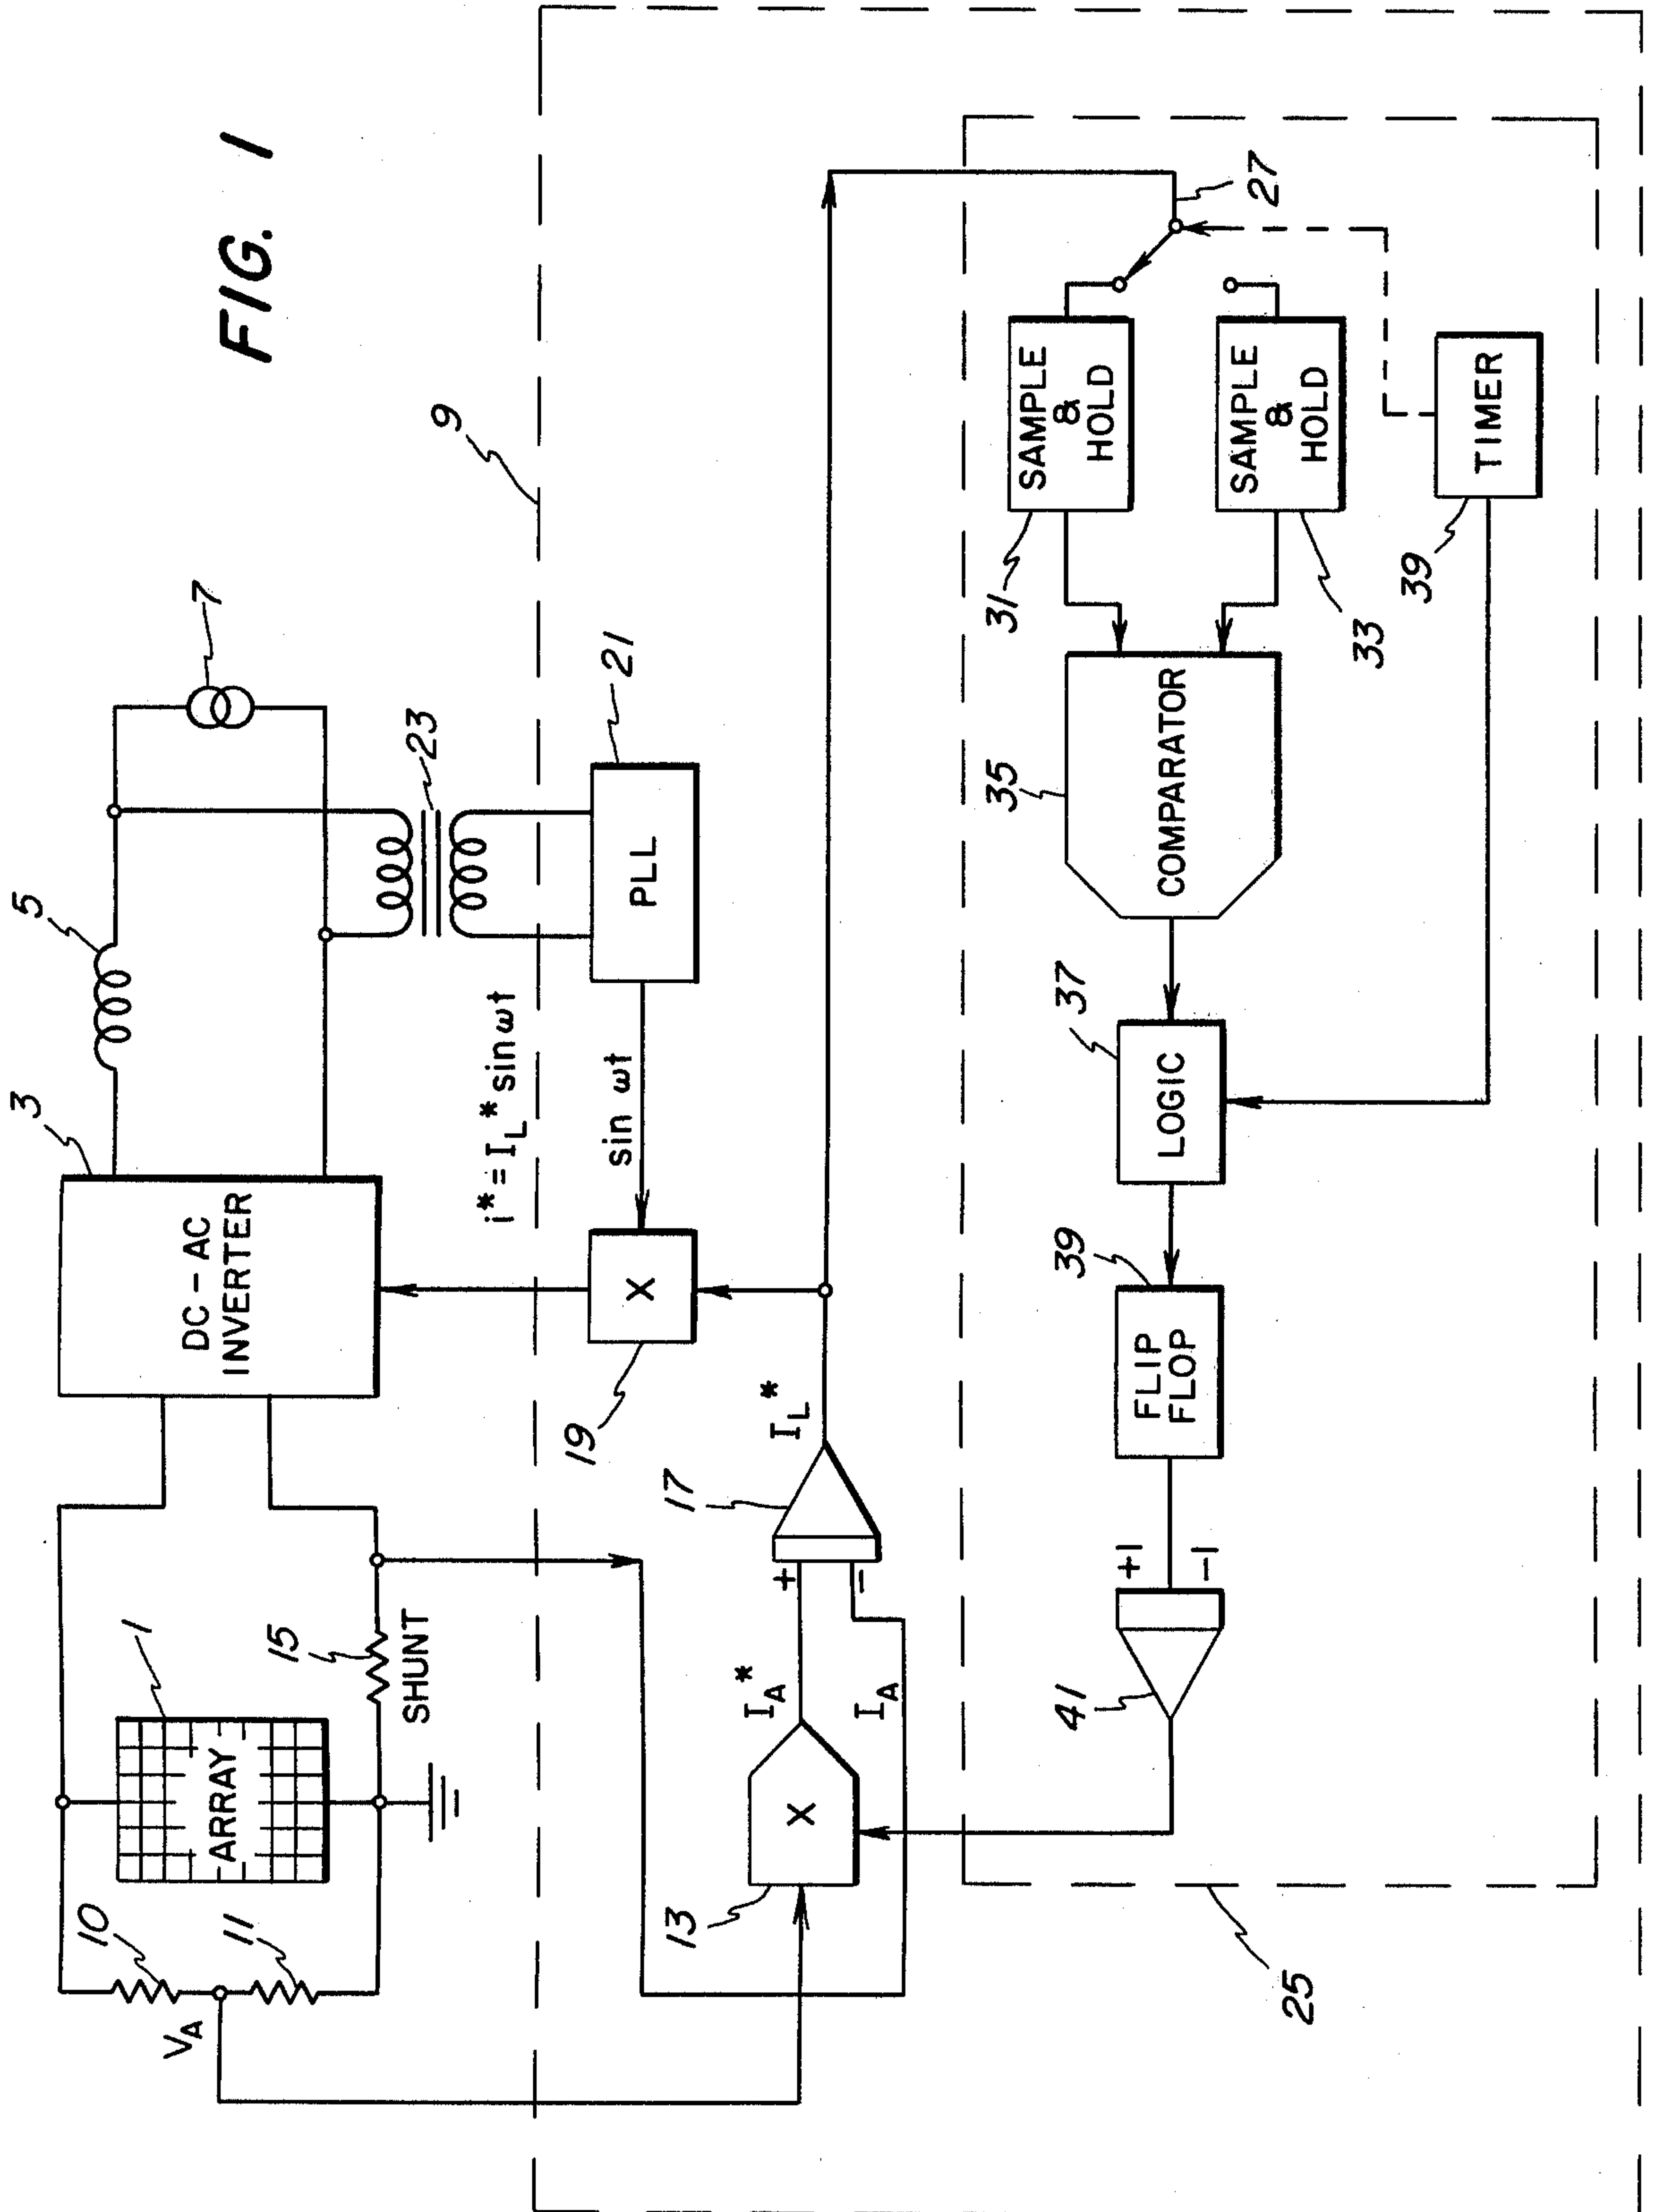 FIG. 1
1
ARRAY
10
11
V_A
15
SHUNT
3
DC-AC
INVERTER
5
7
23
9
21
PLL
i* = I_L* sin ωt
sin ωt
X
19
17
I_L*
+
-
I_A*
I_A
X
13
27
SAMPLE
&
HOLD
31
SAMPLE
&
HOLD
33
TIMER
39
35
COMPARATOR
37
LOGIC
39
FLIP
FLOP
+1
-1
41
25